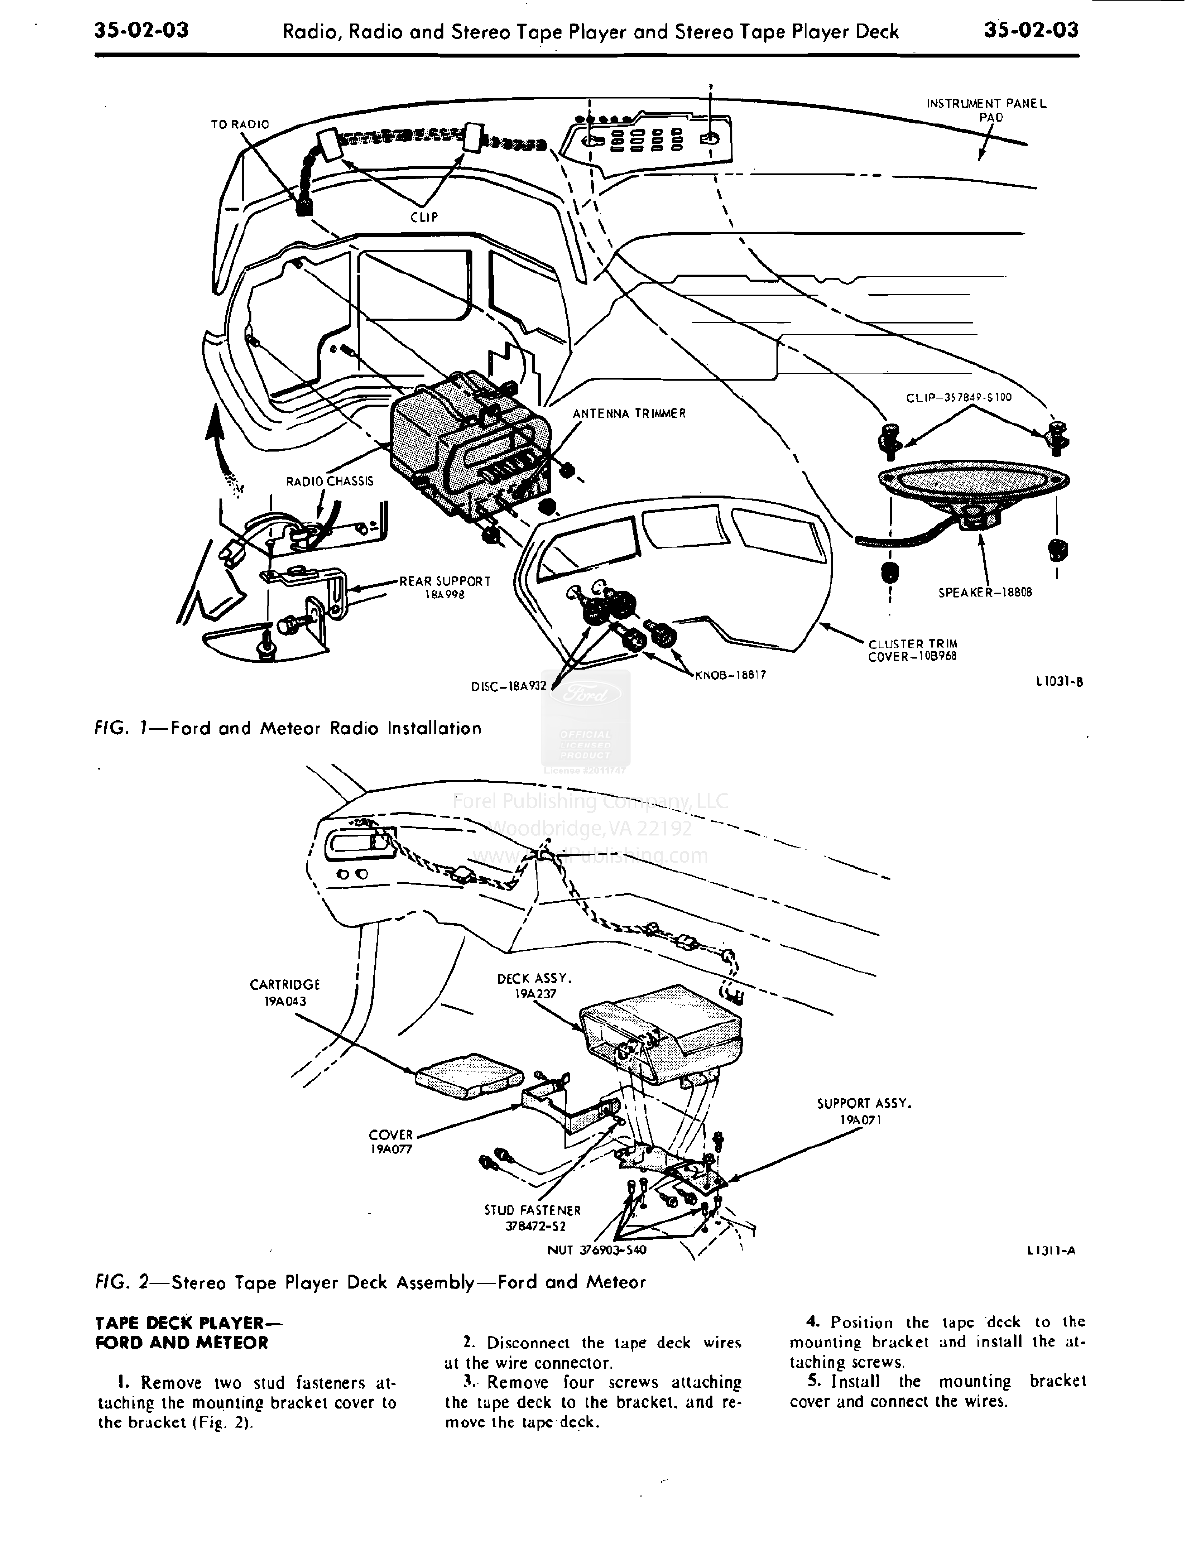 35-02-03 Radio, Radio and Stereo Tape Player and Stereo Tape Player Deck 35-02-03
INSTRUMENT PANEL
PAD
TO RADIO
CLIP
CLIP-357849-S100
ANTENNA TRIMMER
RADIO CHASSIS
REAR SUPPORT
18A998
SPEAKER-18808
CLUSTER TRIM
COVER-10B968
KNOB-18817
DISC-18A932
L1031-B
Ford
OFFICIAL
LICENSED
PRODUCT
FIG. 1—Ford and Meteor Radio Installation
Forel Publishing Company, LLC
Woodbridge, VA 22192
CARTRIDGE
19A043
DECK ASSY.
19A237
SUPPORT ASSY.
19A071
COVER
19A077
STUD FASTENER
378472-S2
NUT 376903-S40
L1311-A
FIG. 2—Stereo Tape Player Deck Assembly—Ford and Meteor
TAPE DECK PLAYER—
FORD AND METEOR
1. Remove two stud fasteners at-
taching the mounting bracket cover to
the bracket (Fig. 2).
2. Disconnect the tape deck wires
at the wire connector.
3. Remove four screws attaching
the tape deck to the bracket, and re-
move the tape deck.
4. Position the tape deck to the
mounting bracket and install the at-
taching screws.
5. Install the mounting bracket
cover and connect the wires.